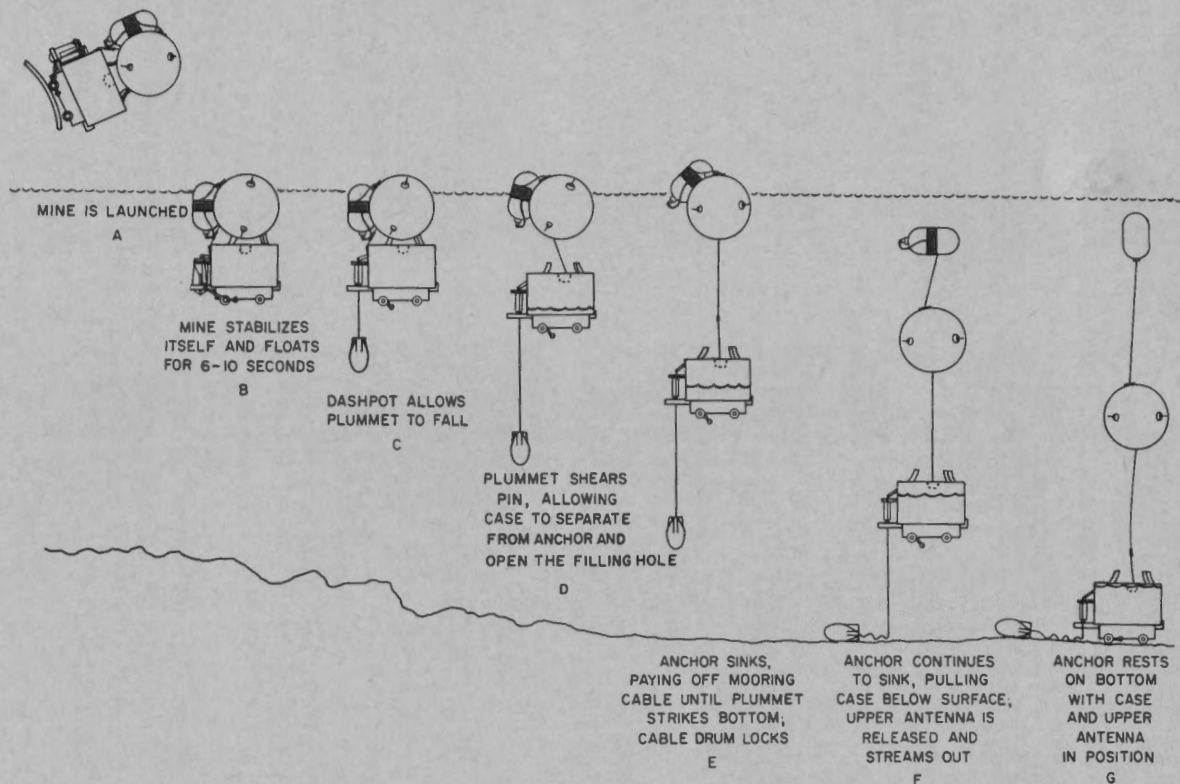 MINE IS LAUNCHED
A
MINE STABILIZES
ITSELF AND FLOATS
FOR 6-10 SECONDS
B
DASHPOT ALLOWS
PLUMMET TO FALL
C
PLUMMET SHEARS
PIN, ALLOWING
CASE TO SEPARATE
FROM ANCHOR AND
OPEN THE FILLING HOLE
D
ANCHOR SINKS,
PAYING OFF MOORING
CABLE UNTIL PLUMMET
STRIKES BOTTOM;
CABLE DRUM LOCKS
E
ANCHOR CONTINUES
TO SINK, PULLING
CASE BELOW SURFACE;
UPPER ANTENNA IS
RELEASED AND
STREAMS OUT
F
ANCHOR RESTS
ON BOTTOM
WITH CASE
AND UPPER
ANTENNA
IN POSITION
G